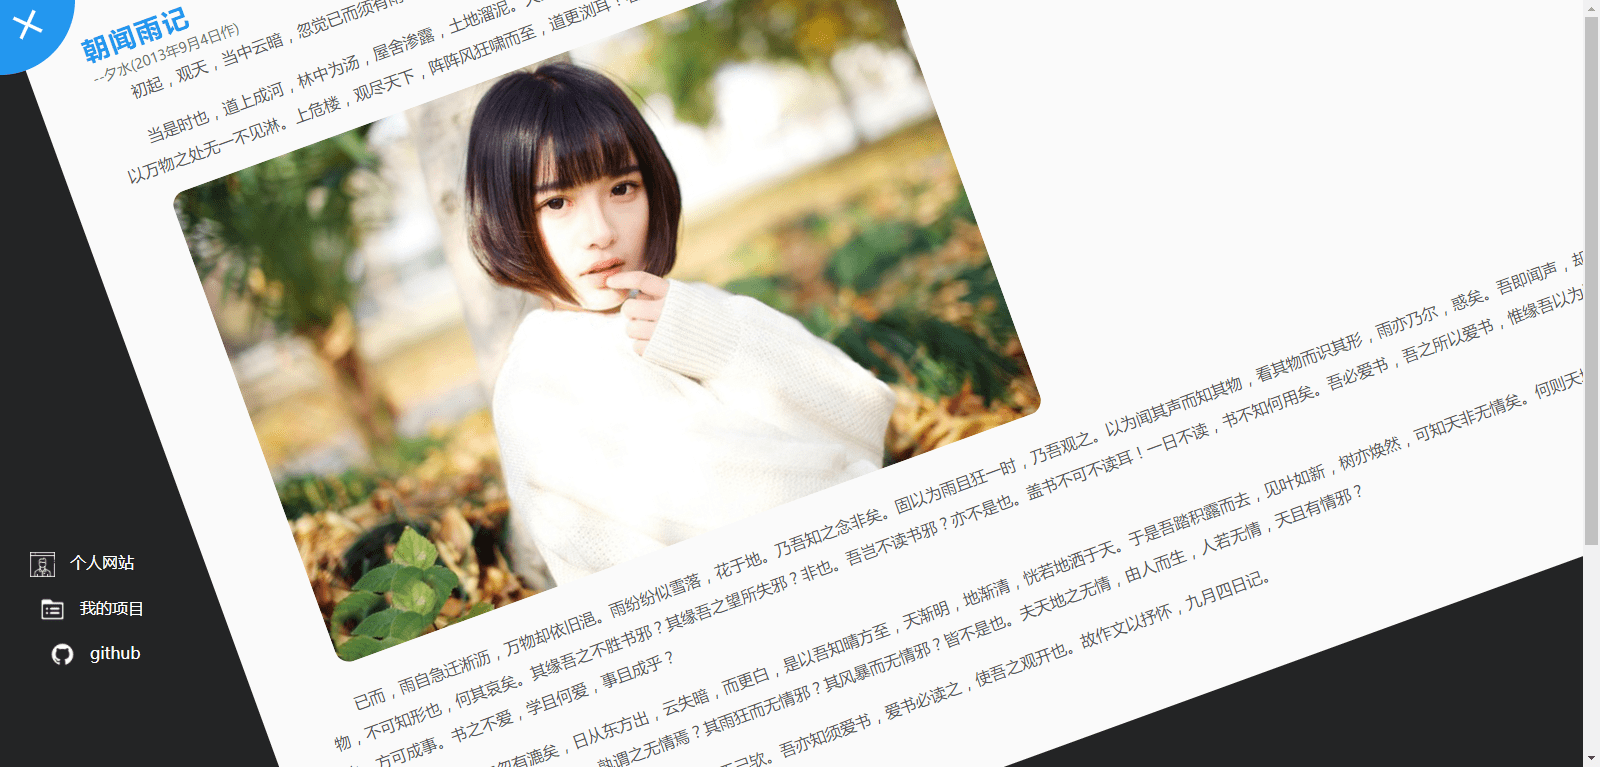 朝闻雨记
--夕水(2013年9月4日作)
初起，观天，当中云暗，忽觉已而须有雨
当是时也，道上成河，林中为汤，屋舍渗露，土地溜泥。
以万物之处无一不见淋。上危楼，观尽天下，阵阵风狂啸而至，道更浏耳！
已而，雨自急迁淅沥，万物却依旧浥。雨纷纷似雪落，花于地。乃吾知之念非矣。固以为雨且狂一时，乃吾观之。以为闻其声而知其物，看其物而识其形，雨亦乃尔，惑矣。吾即闻声，却
物，不可知形也，何其哀矣。其缘吾之不胜书邪？其缘吾之望所失邪？非也。吾岂不读书邪？亦不是也。盖书不可不读耳！一日不读，书不知何用矣。吾必爱书，吾之所以爱书，惟缘吾以为
方可成事。书之不爱，学且何爱，事且成乎？
忽有漉矣，日从东方出，云失暗，而更白，是以吾知晴方至，天渐明，地渐清，恍若地洒于天。于是吾踏积露而去，见叶如新，树亦焕然，可知天非无情矣。何则天
孰谓之无情焉？其雨狂而无情邪？其风暴而无情邪？皆不是也。夫天地之无情，由人而生，人若无情，天且有情邪？
于己欤。吾亦知须爱书，爱书必读之，使吾之观开也。故作文以抒怀，九月四日记。
个人网站
我的项目
github